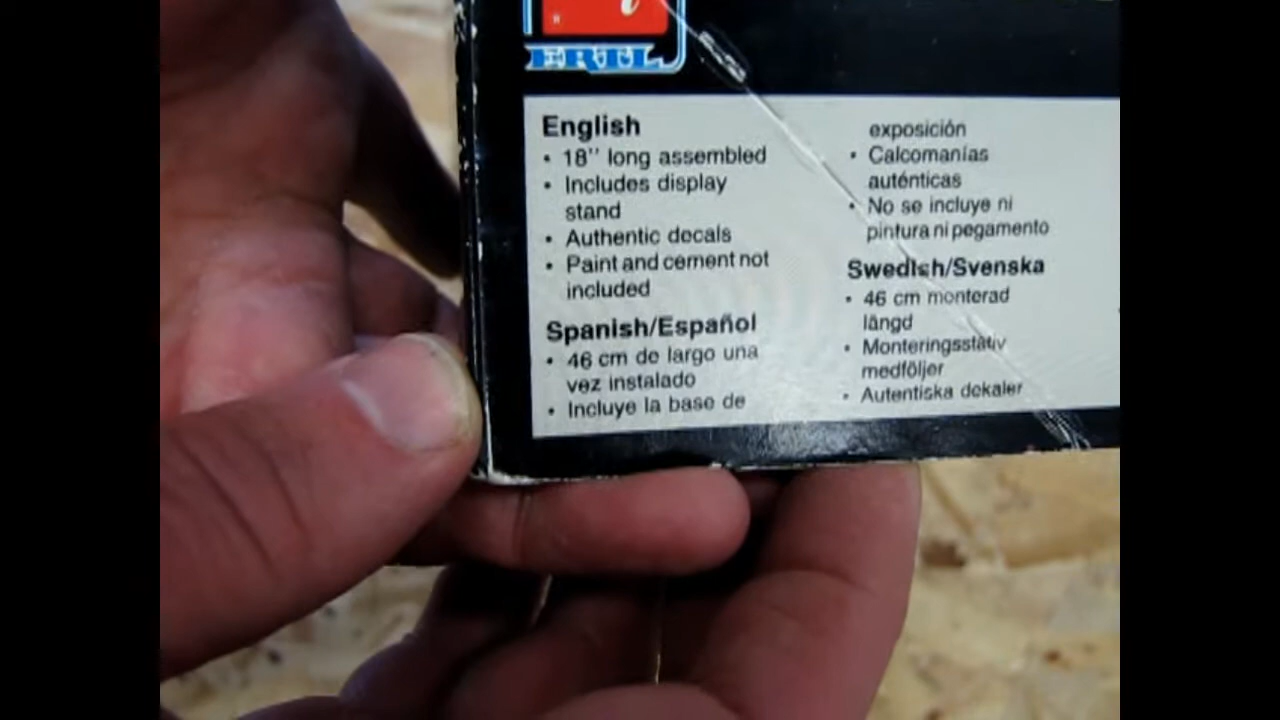 ERTL
English
• 18'' long assembled
• Includes display
stand
• Authentic decals
• Paint and cement not
included
Spanish/Español
• 46 cm de largo una
vez instalado
• Incluye la base de
exposición
• Calcomanías
auténticas
• No se incluye ni
pintura ni pegamento
Swedish/Svenska
• 46 cm monterad
längd
• Monteringsstativ
medföljer
• Autentiska dekaler